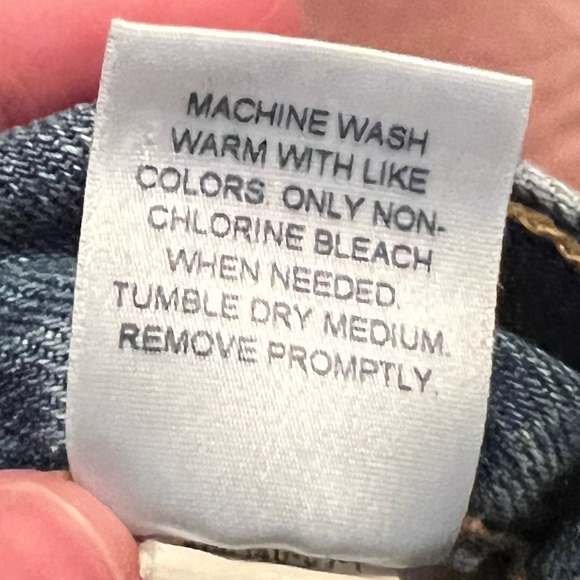 MACHINE WASH
WARM WITH LIKE
COLORS. ONLY NON-
CHLORINE BLEACH
WHEN NEEDED.
TUMBLE DRY MEDIUM.
REMOVE PROMPTLY.